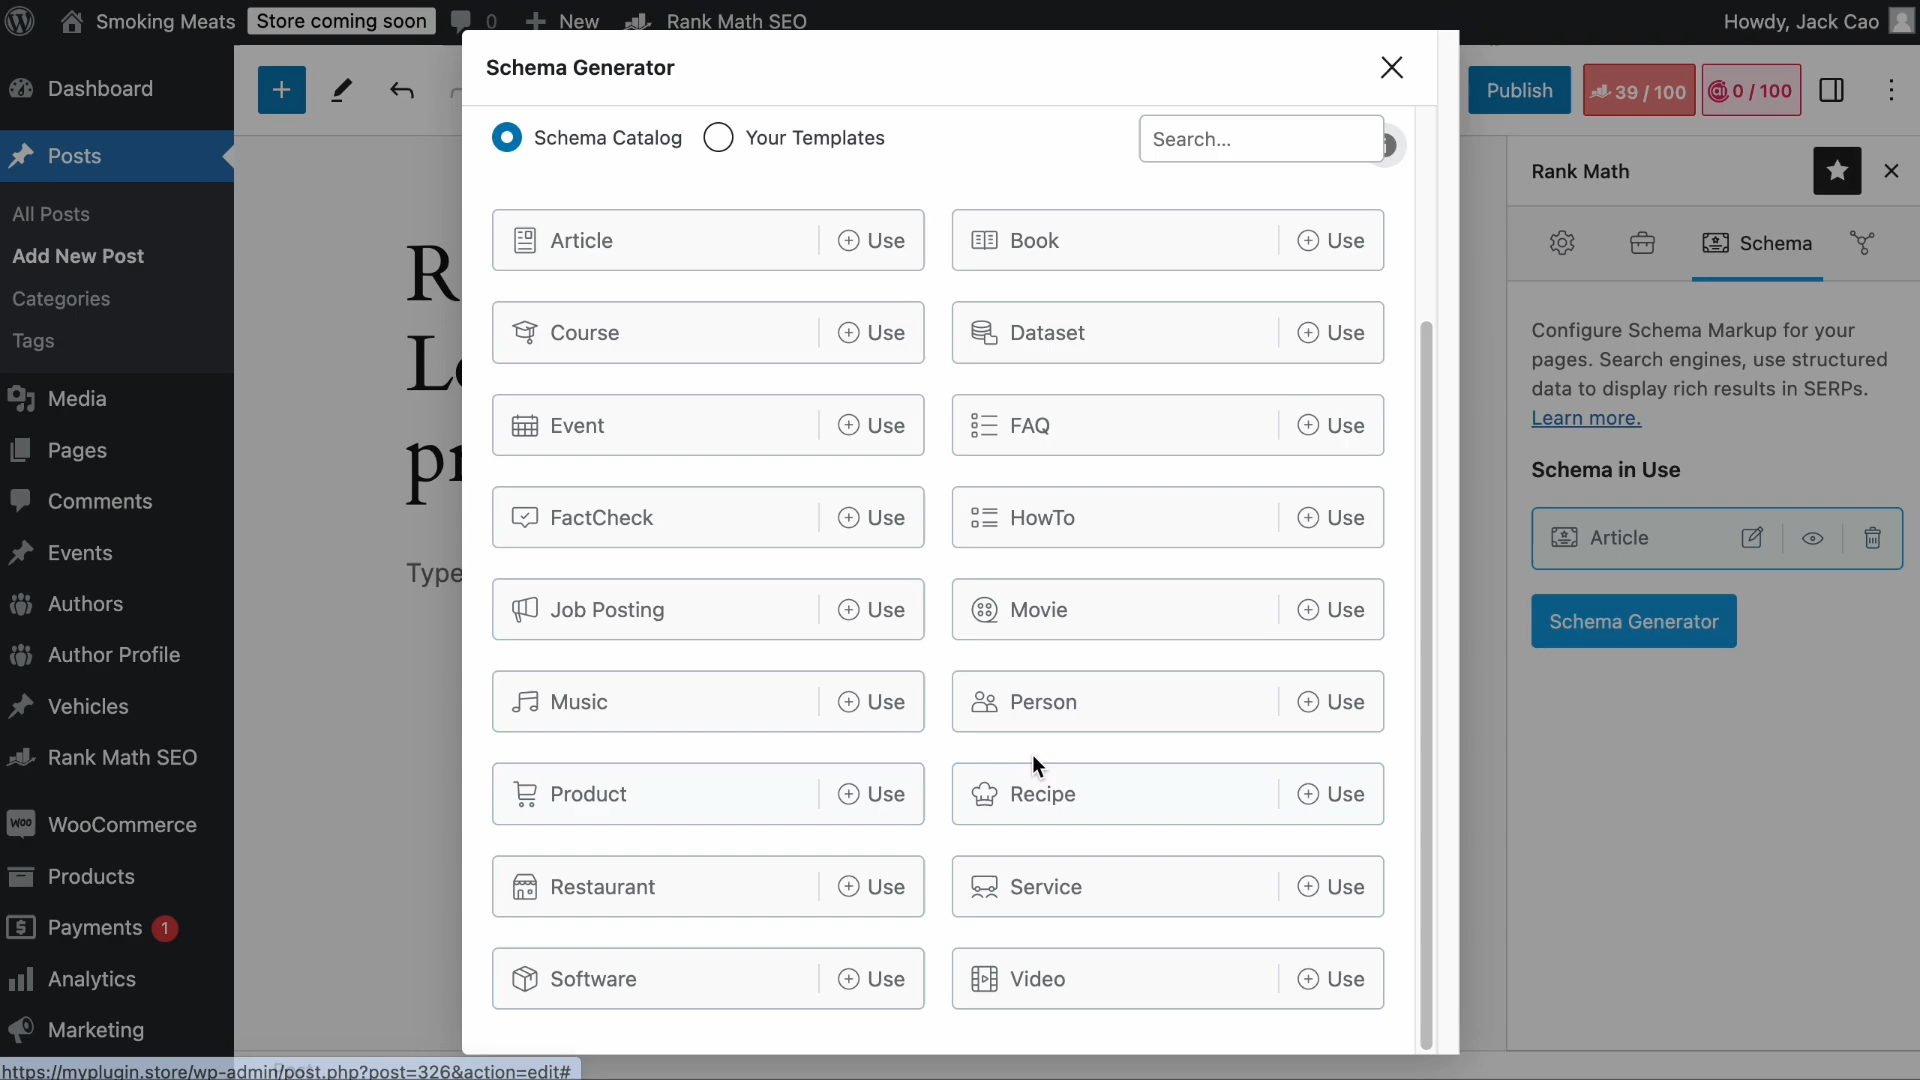 Smoking Meats Store coming soon 0 New Rank Math SEO Howdy, Jack Cao
Dashboard
Posts
All Posts
Add New Post
Categories
Tags
Media
Pages
Comments
Events
Authors
Author Profile
Vehicles
Rank Math SEO
WooCommerce
Products
Payments 1
Analytics
Marketing
https://myplugin.store/wp-admin/post.php?post=326&action=edit#
R
Lo
pr
Type
Schema Generator
Schema Catalog Your Templates Search...
Article Use Book Use
Course Use Dataset Use
Event Use FAQ Use
FactCheck Use HowTo Use
Job Posting Use Movie Use
Music Use Person Use
Product Use Recipe Use
Restaurant Use Service Use
Software Use Video Use
Publish 39 / 100 0 / 100
Rank Math
Schema
Configure Schema Markup for your
pages. Search engines, use structured
data to display rich results in SERPs.
Learn more.
Schema in Use
Article
Schema Generator